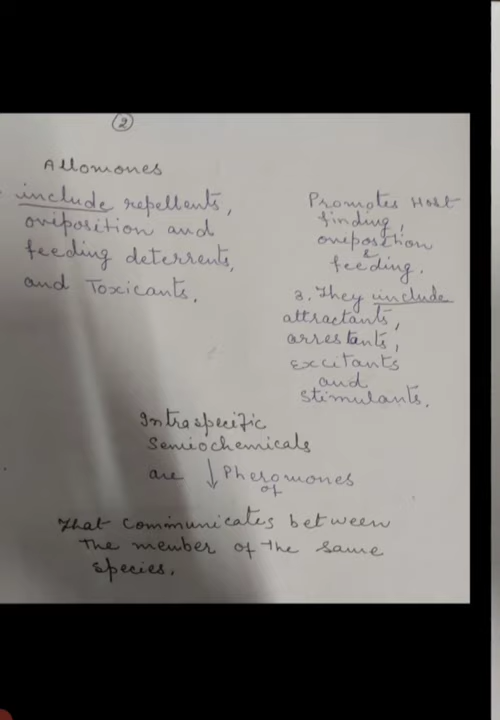 2
Allomones
include repellents,
oviposition and
feeding deterrents,
and Toxicants.
Promotes Host
finding,
oviposition
&
feeding.
3. They include
attractants,
arrestants,
Excitants
and
stimulants.
Intraspecific
Semiochemicals
are ↓ Pheromones
of
That communicates between
The member of the same
species.